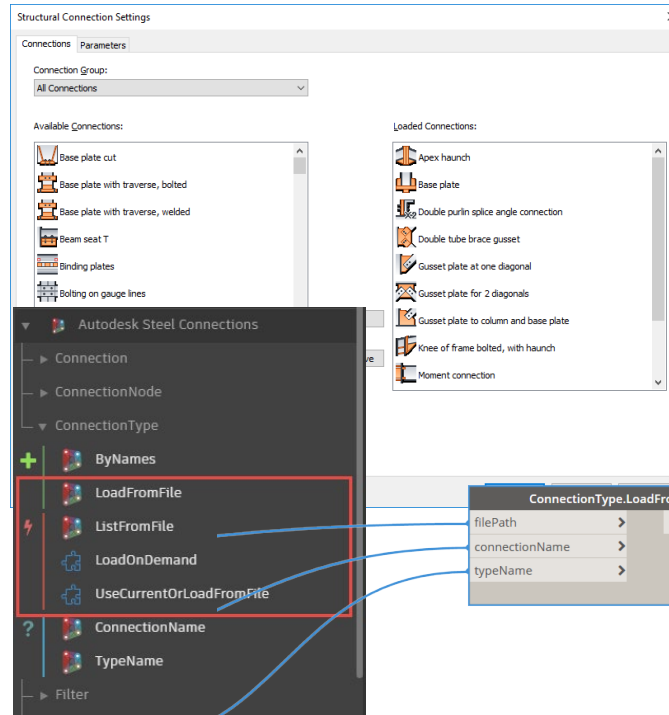 Structural Connection Settings
Connections Parameters
Connection Group:
All Connections
Available Connections:
Base plate cut
Base plate with traverse, bolted
Base plate with traverse, welded
Beam seat T
Binding plates
Bolting on gauge lines
Loaded Connections:
Apex haunch
Base plate
Double purlin splice angle connection
Double tube brace gusset
Gusset plate at one diagonal
Gusset plate for 2 diagonals
Gusset plate to column and base plate
Knee of frame bolted, with haunch
Moment connection
Autodesk Steel Connections
Connection
ConnectionNode
ConnectionType
ByNames
LoadFromFile
ListFromFile
LoadOnDemand
UseCurrentOrLoadFromFile
ConnectionName
TypeName
Filter
ve
ConnectionType.LoadFro
filePath >
connectionName >
typeName >